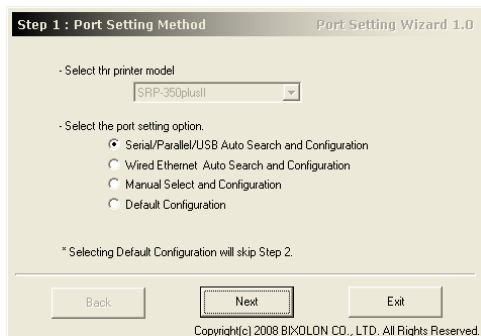 Step 1 : Port Setting Method Port Setting Wizard 1.0
- Select thr printer model
SRP-350plusII
- Select the port setting option.
Serial/Parallel/USB Auto Search and Configuration
Wired Ethernet Auto Search and Configuration
Manual Select and Configuration
Default Configuration
* Selecting Default Configuration will skip Step 2.
Back Next Exit
Copyright(c) 2008 BIXOLON CO., LTD. All Rights Reserved.